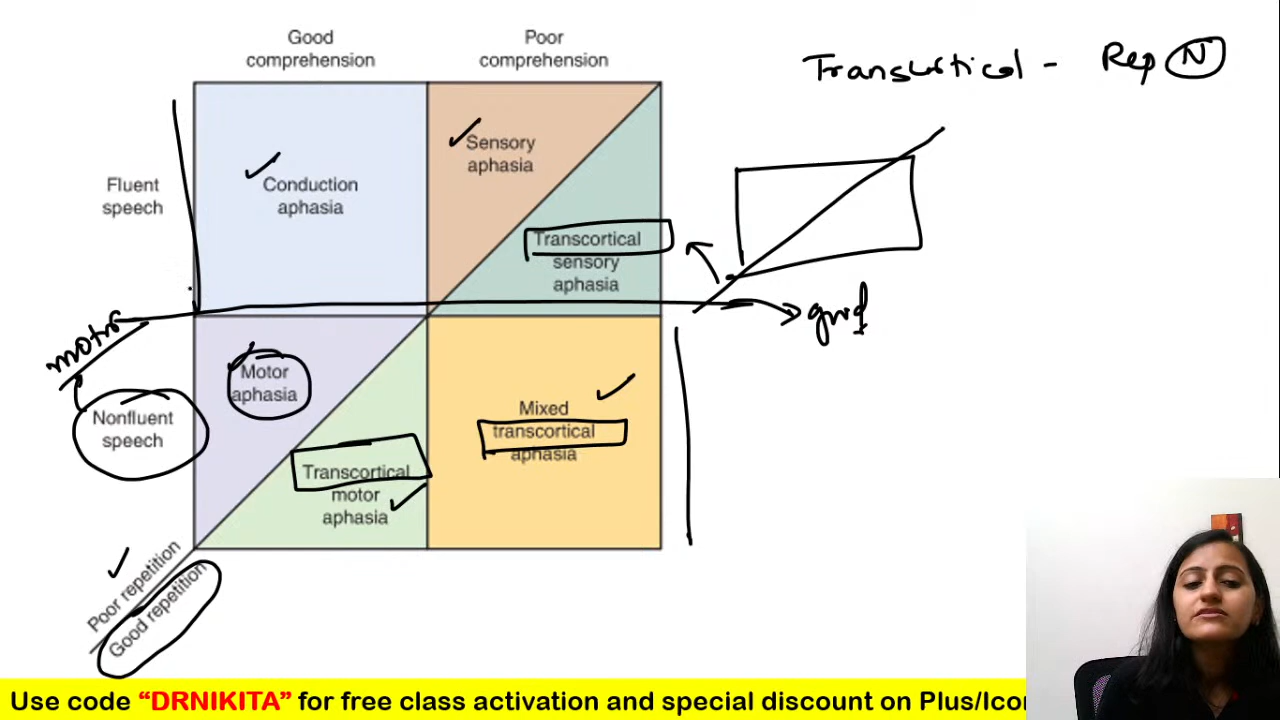 Good
comprehension
Poor
comprehension
Transcortical - Rep N
Fluent
speech
Conduction
aphasia
Sensory
aphasia
Transcortical
sensory
aphasia
motor
Nonfluent
speech
Motor
aphasia
Transcortical
motor
aphasia
Mixed
transcortical
aphasia
Poor repetition
Good repetition
Use code “DRNIKITA” for free class activation and special discount on Plus/Icon